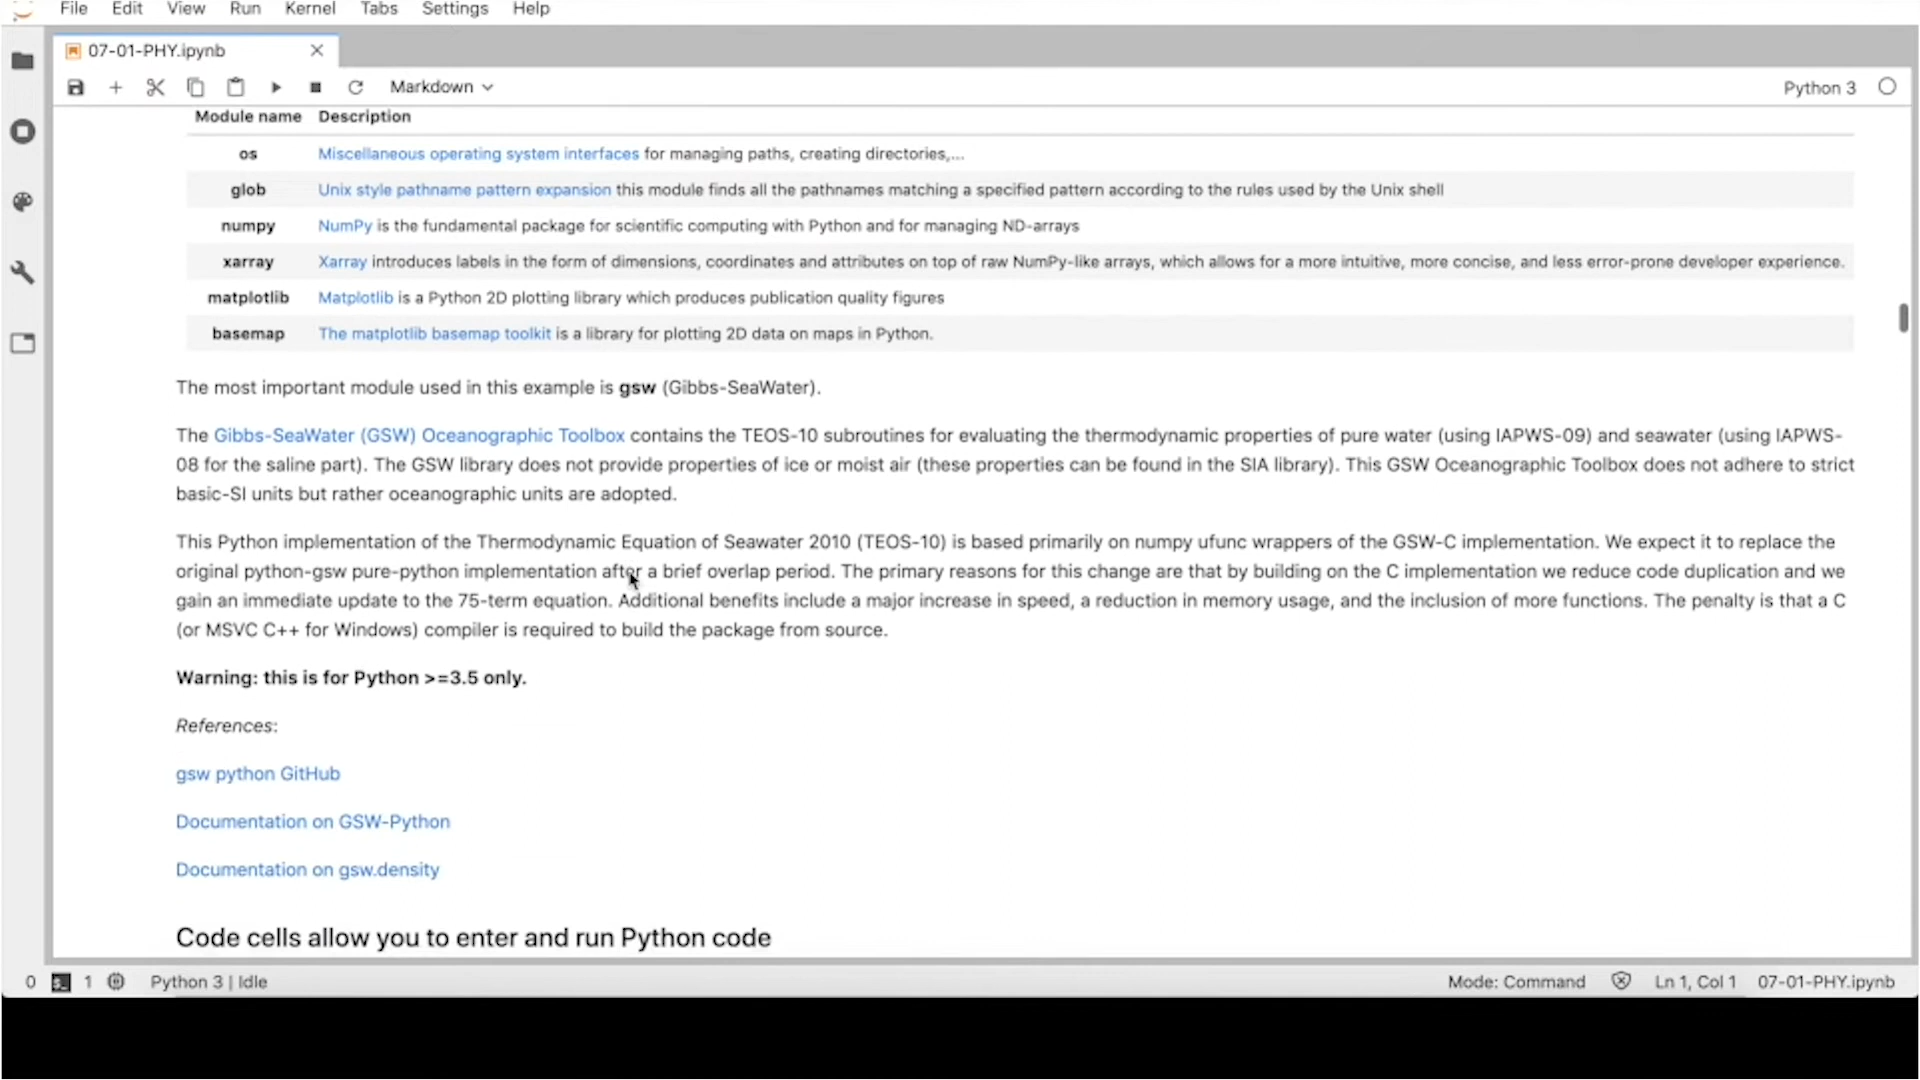 File Edit View Run Kernel Tabs Settings Help
07-01-PHY.ipynb
Markdown
Python 3
Module name Description
os Miscellaneous operating system interfaces for managing paths, creating directories,...
glob Unix style pathname pattern expansion this module finds all the pathnames matching a specified pattern according to the rules used by the Unix shell
numpy NumPy is the fundamental package for scientific computing with Python and for managing ND-arrays
xarray Xarray introduces labels in the form of dimensions, coordinates and attributes on top of raw NumPy-like arrays, which allows for a more intuitive, more concise, and less error-prone developer experience.
matplotlib Matplotlib is a Python 2D plotting library which produces publication quality figures
basemap The matplotlib basemap toolkit is a library for plotting 2D data on maps in Python.
The most important module used in this example is gsw (Gibbs-SeaWater).
The Gibbs-SeaWater (GSW) Oceanographic Toolbox contains the TEOS-10 subroutines for evaluating the thermodynamic properties of pure water (using IAPWS-09) and seawater (using IAPWS-
08 for the saline part). The GSW library does not provide properties of ice or moist air (these properties can be found in the SIA library). This GSW Oceanographic Toolbox does not adhere to strict
basic-SI units but rather oceanographic units are adopted.
This Python implementation of the Thermodynamic Equation of Seawater 2010 (TEOS-10) is based primarily on numpy ufunc wrappers of the GSW-C implementation. We expect it to replace the
original python-gsw pure-python implementation after a brief overlap period. The primary reasons for this change are that by building on the C implementation we reduce code duplication and we
gain an immediate update to the 75-term equation. Additional benefits include a major increase in speed, a reduction in memory usage, and the inclusion of more functions. The penalty is that a C
(or MSVC C++ for Windows) compiler is required to build the package from source.
Warning: this is for Python >=3.5 only.
References:
gsw python GitHub
Documentation on GSW-Python
Documentation on gsw.density
Code cells allow you to enter and run Python code
0 1 Python 3 | Idle Mode: Command Ln 1, Col 1 07-01-PHY.ipynb